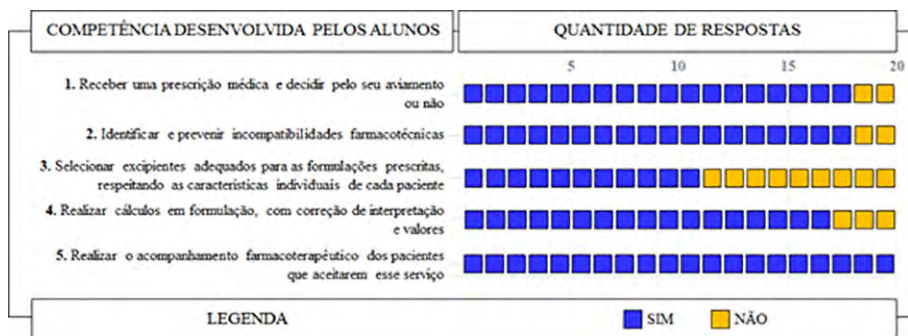 COMPETÊNCIA DESENVOLVIDA PELOS ALUNOS
QUANTIDADE DE RESPOSTAS
5 10 15 20
1. Receber uma prescrição médica e decidir pelo seu aviamento
ou não
2. Identificar e prevenir incompatibilidades farmacotécnicas
3. Selecionar excipientes adequados para as formulações prescritas,
respeitando as características individuais de cada paciente
4. Realizar cálculos em formulação, com correção de interpretação
e valores
5. Realizar o acompanhamento farmacoterapêutico dos pacientes
que aceitarem esse serviço
LEGENDA
SIM
NÃO